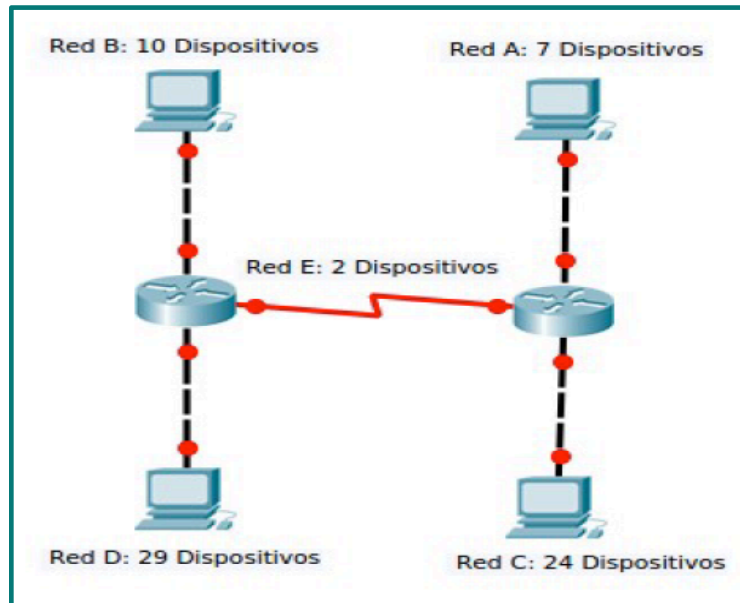 Red B: 10 Dispositivos
Red A: 7 Dispositivos
Red E: 2 Dispositivos
Red D: 29 Dispositivos
Red C: 24 Dispositivos